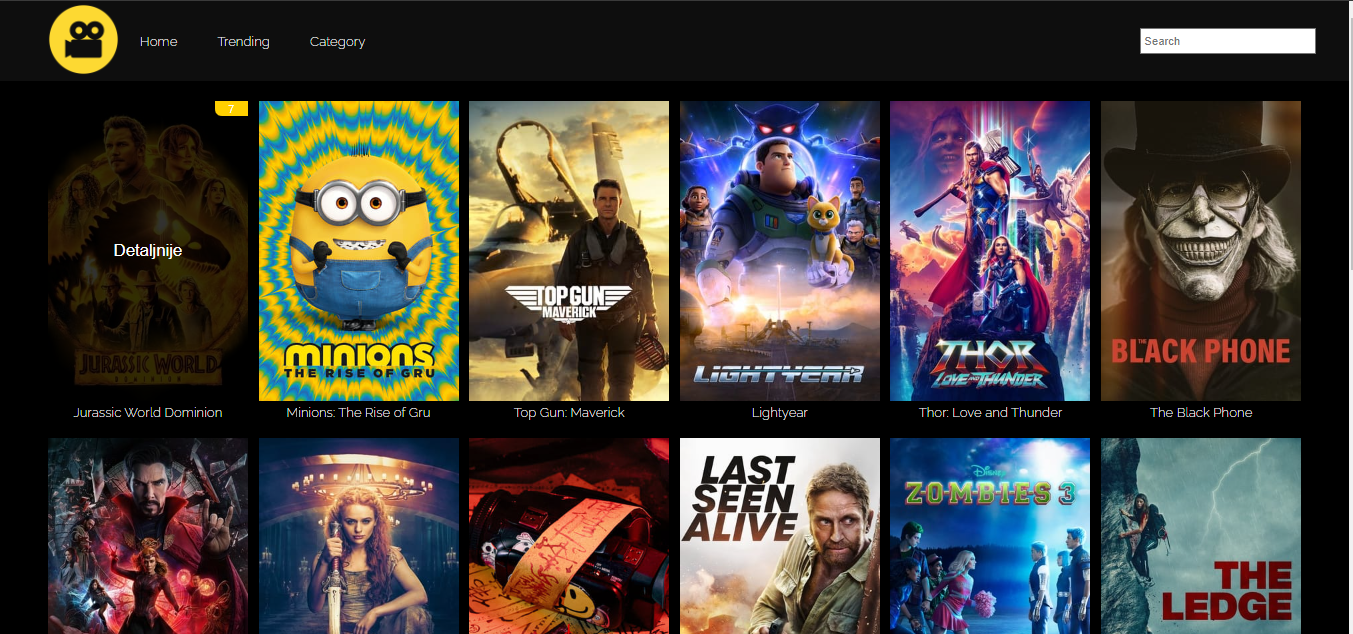 Home
Trending
Category
Search
7
Detaljnije
JURASSIC WORLD
DOMINION
MINIONS
THE RISE OF GRU
TOP GUN
MAVERICK
LIGHTYEAR
THOR
LOVE AND THUNDER
THE
BLACK PHONE
Jurassic World Dominion
Minions: The Rise of Gru
Top Gun: Maverick
Lightyear
Thor: Love and Thunder
The Black Phone
LAST
SEEN
ALIVE
Disney
ZOMBIES 3
THE
LEDGE